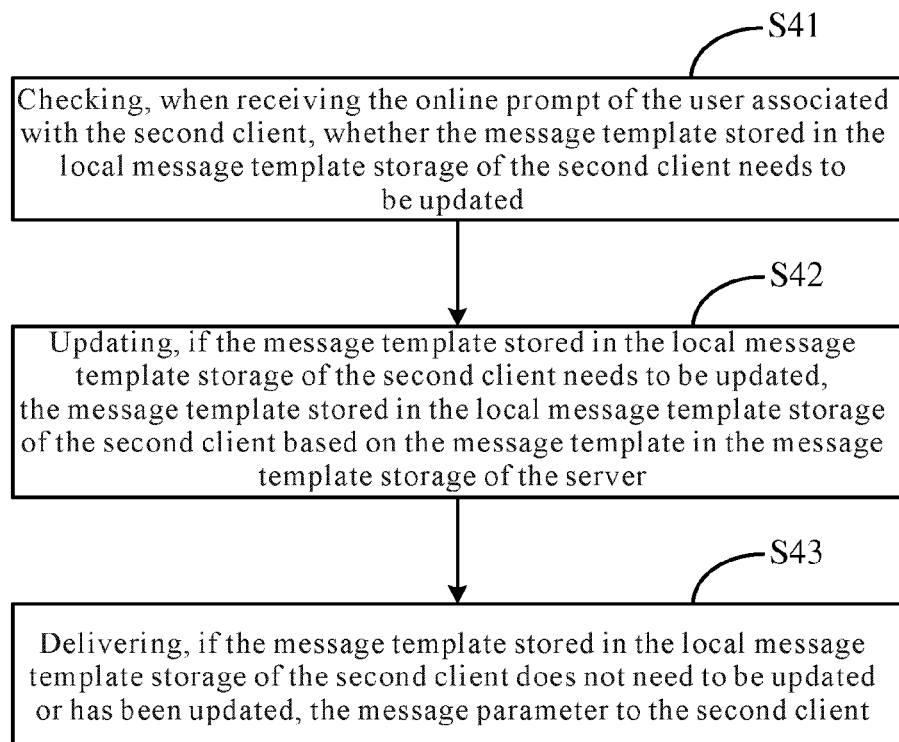 S41
Checking, when receiving the online prompt of the user associated
with the second client, whether the message template stored in the
local message template storage of the second client needs to
be updated
S42
Updating, if the message template stored in the local message
template storage of the second client needs to be updated,
the message template stored in the local message template storage
of the second client based on the message template in the message
template storage of the server
S43
Delivering, if the message template stored in the local message
template storage of the second client does not need to be updated
or has been updated, the message parameter to the second client